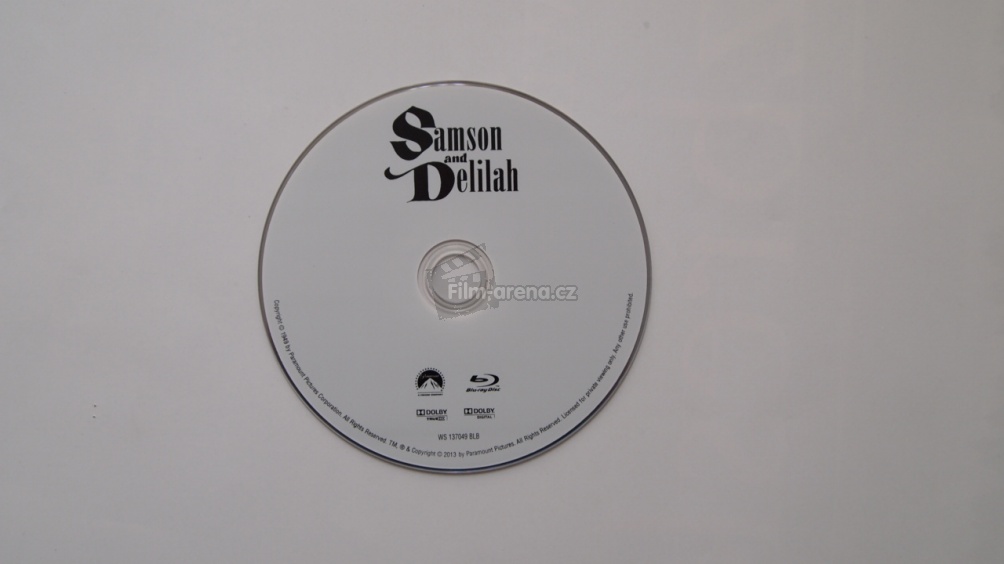 Samson
and
Delilah
Film-arena.cz
Blu-ray Disc
DOLBY
DOLBY
DIGITAL
WS 137049 BLB
Copyright © 1949 by Paramount Pictures Corporation. All Rights Reserved. TM, ® & Copyright © 2013 by Paramount Pictures. All Rights Reserved. Licensed for private viewing only. Any other use prohibited.